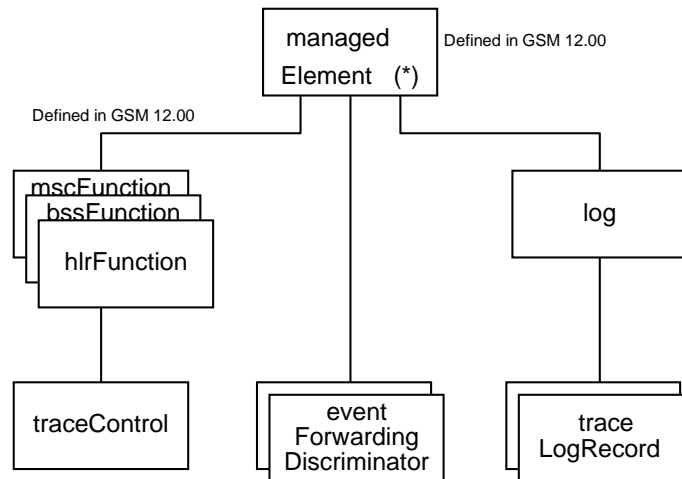 managed
Element (*)
Defined in GSM 12.00
Defined in GSM 12.00
mscFunction
bssFunction
hlrFunction
log
traceControl
event
Forwarding
Discriminator
trace
LogRecord